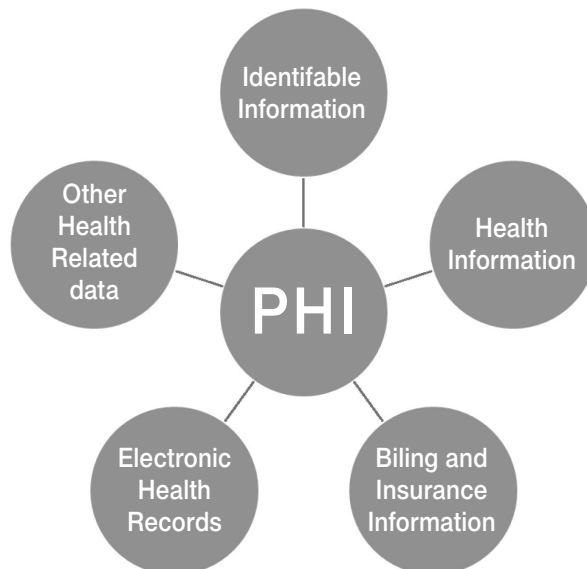 Identifable
Information
Other
Health
Related
data
Health
Information
PHI
Electronic
Health
Records
Biling and
Insurance
Information